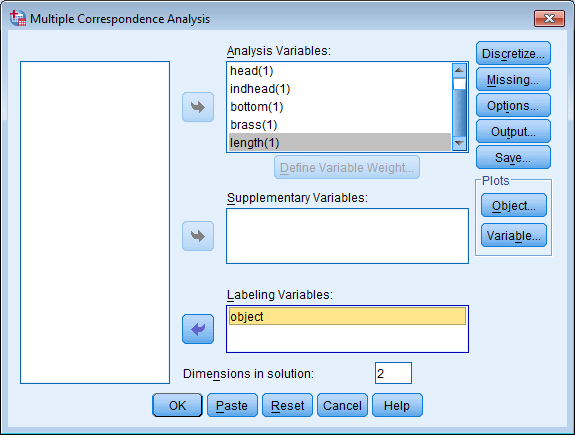 Multiple Correspondence Analysis
Analysis Variables:
head(1)
indhead(1)
bottom(1)
brass(1)
length(1)
Define Variable Weight...
Supplementary Variables:
Labeling Variables:
object
Dimensions in solution:
2
Discretize...
Missing...
Options...
Output...
Save...
Plots
Object...
Variable...
OK
Paste
Reset
Cancel
Help